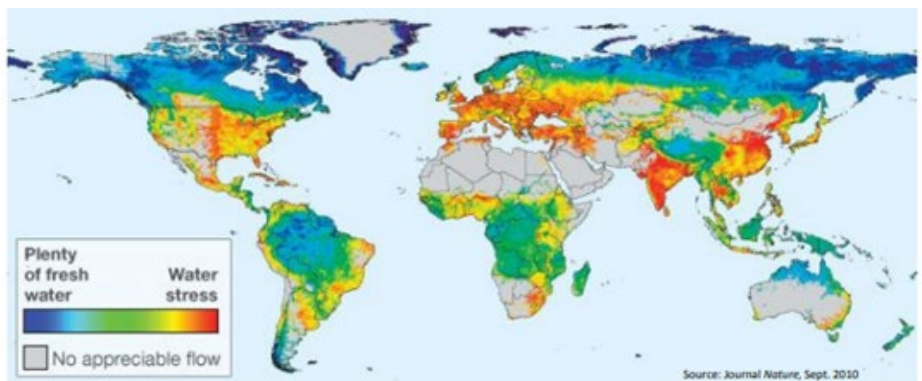 Plenty
of fresh
water
Water
stress
No appreciable flow
Source: Journal Nature, Sept. 2010